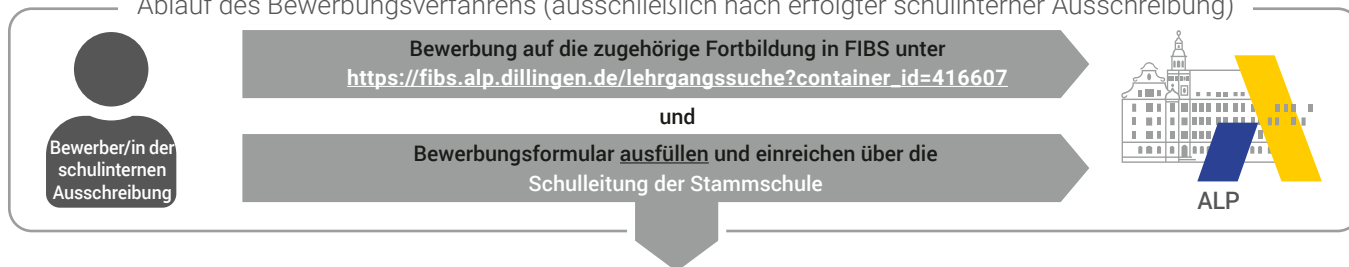 Ablauf des Bewerbungsverfahrens (ausschließlich nach erfolgter schulinterner Ausschreibung)
Bewerber/in der
schulinternen
Ausschreibung
Bewerbung auf die zugehörige Fortbildung in FIBS unter
https://fibs.alp.dillingen.de/lehrgangssuche?container_id=416607
und
Bewerbungsformular ausfüllen und einreichen über die
Schulleitung der Stammschule
ALP